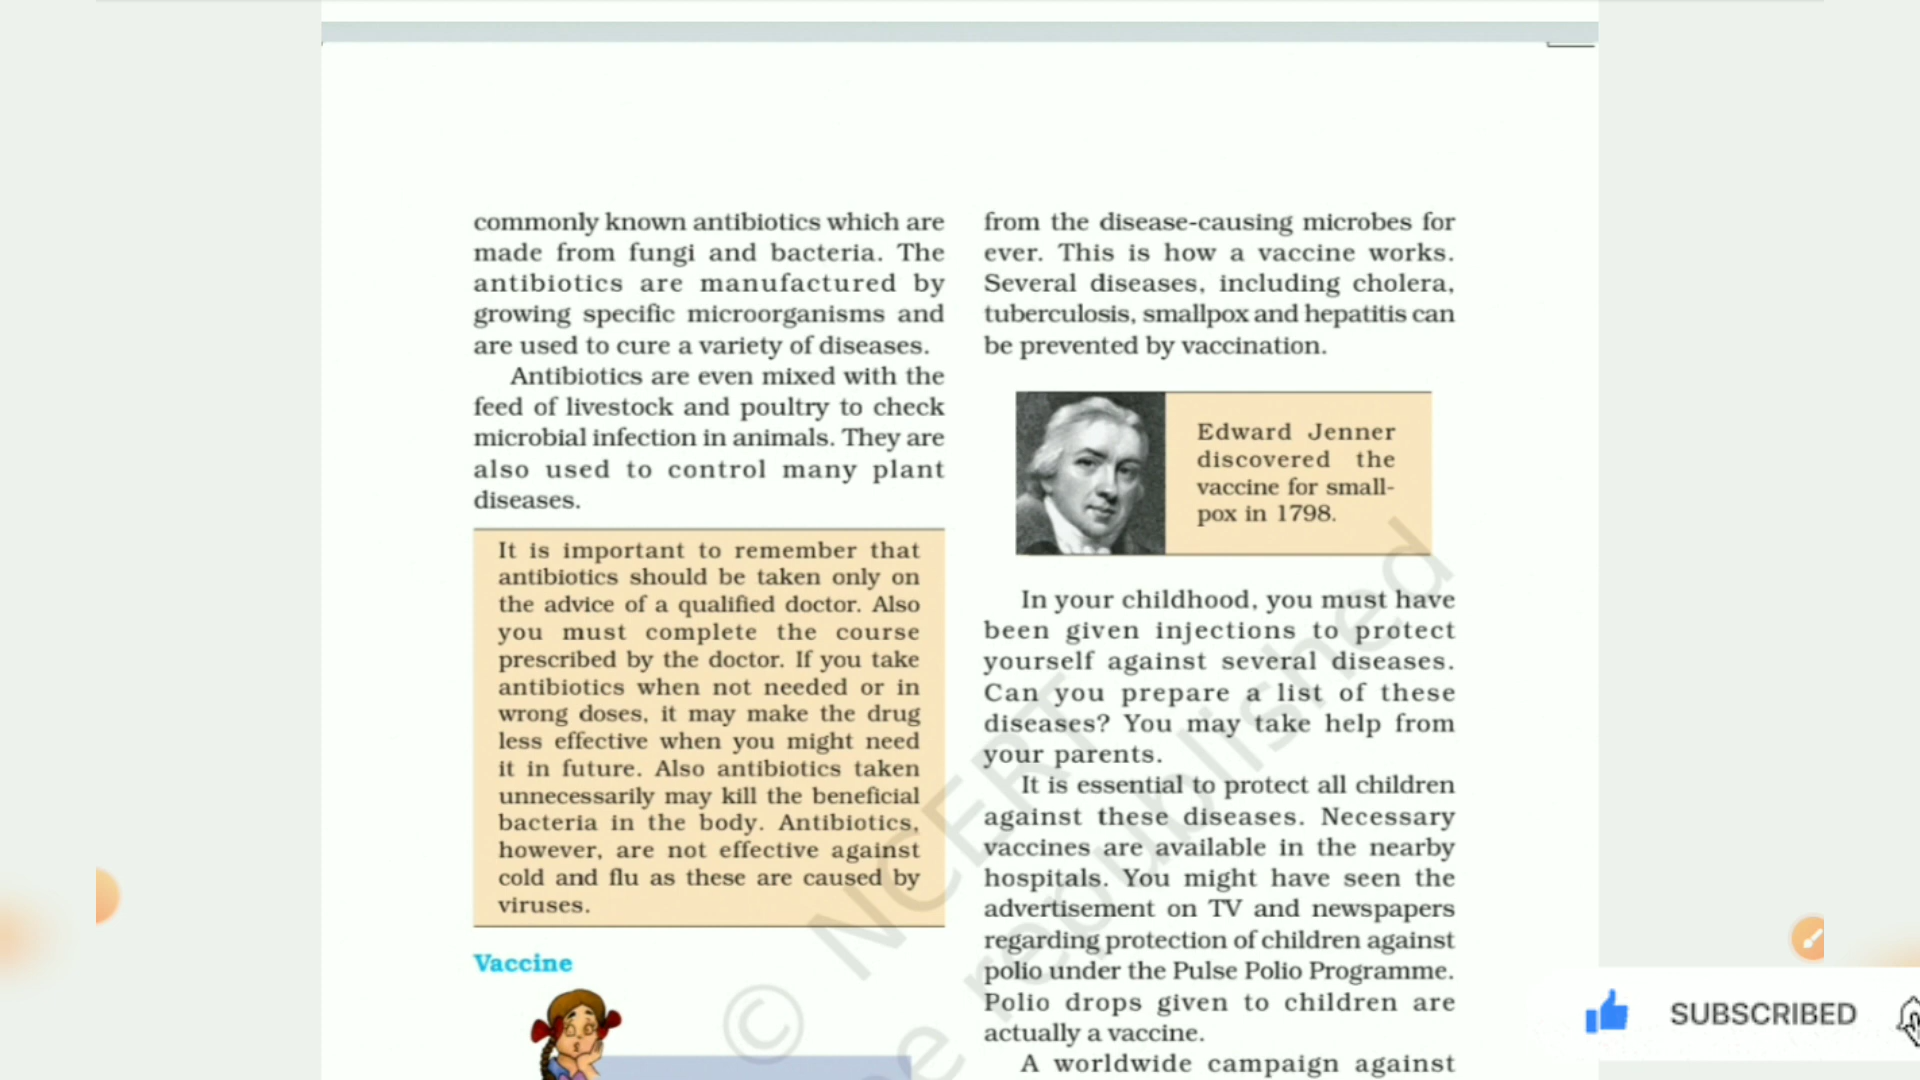 commonly known antibiotics which are
made from fungi and bacteria. The
antibiotics are manufactured by
growing specific microorganisms and
are used to cure a variety of diseases.
Antibiotics are even mixed with the
feed of livestock and poultry to check
microbial infection in animals. They are
also used to control many plant
diseases.
It is important to remember that
antibiotics should be taken only on
the advice of a qualified doctor. Also
you must complete the course
prescribed by the doctor. If you take
antibiotics when not needed or in
wrong doses, it may make the drug
less effective when you might need
it in future. Also antibiotics taken
unnecessarily may kill the beneficial
bacteria in the body. Antibiotics,
however, are not effective against
cold and flu as these are caused by
viruses.
Vaccine
from the disease-causing microbes for
ever. This is how a vaccine works.
Several diseases, including cholera,
tuberculosis, smallpox and hepatitis can
be prevented by vaccination.
Edward Jenner
discovered the
vaccine for small-
pox in 1798.
In your childhood, you must have
been given injections to protect
yourself against several diseases.
Can you prepare a list of these
diseases? You may take help from
your parents.
It is essential to protect all children
against these diseases. Necessary
vaccines are available in the nearby
hospitals. You might have seen the
advertisement on TV and newspapers
regarding protection of children against
polio under the Pulse Polio Programme.
Polio drops given to children are
actually a vaccine.
A worldwide campaign against
© NCERT
e republished
SUBSCRIBED